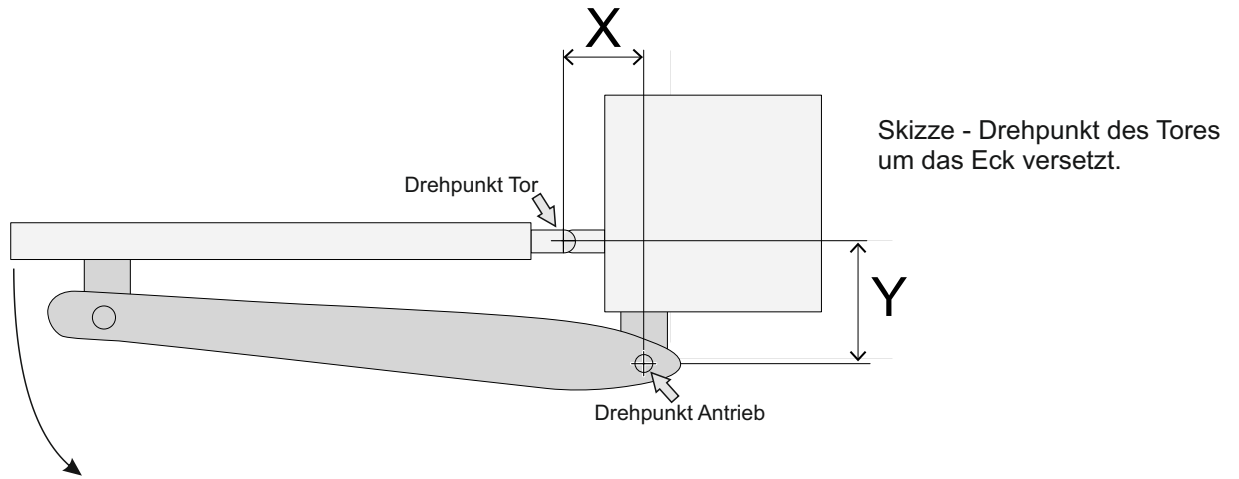 X
Skizze - Drehpunkt des Tores
um das Eck versetzt.
Drehpunkt Tor
Y
Drehpunkt Antrieb